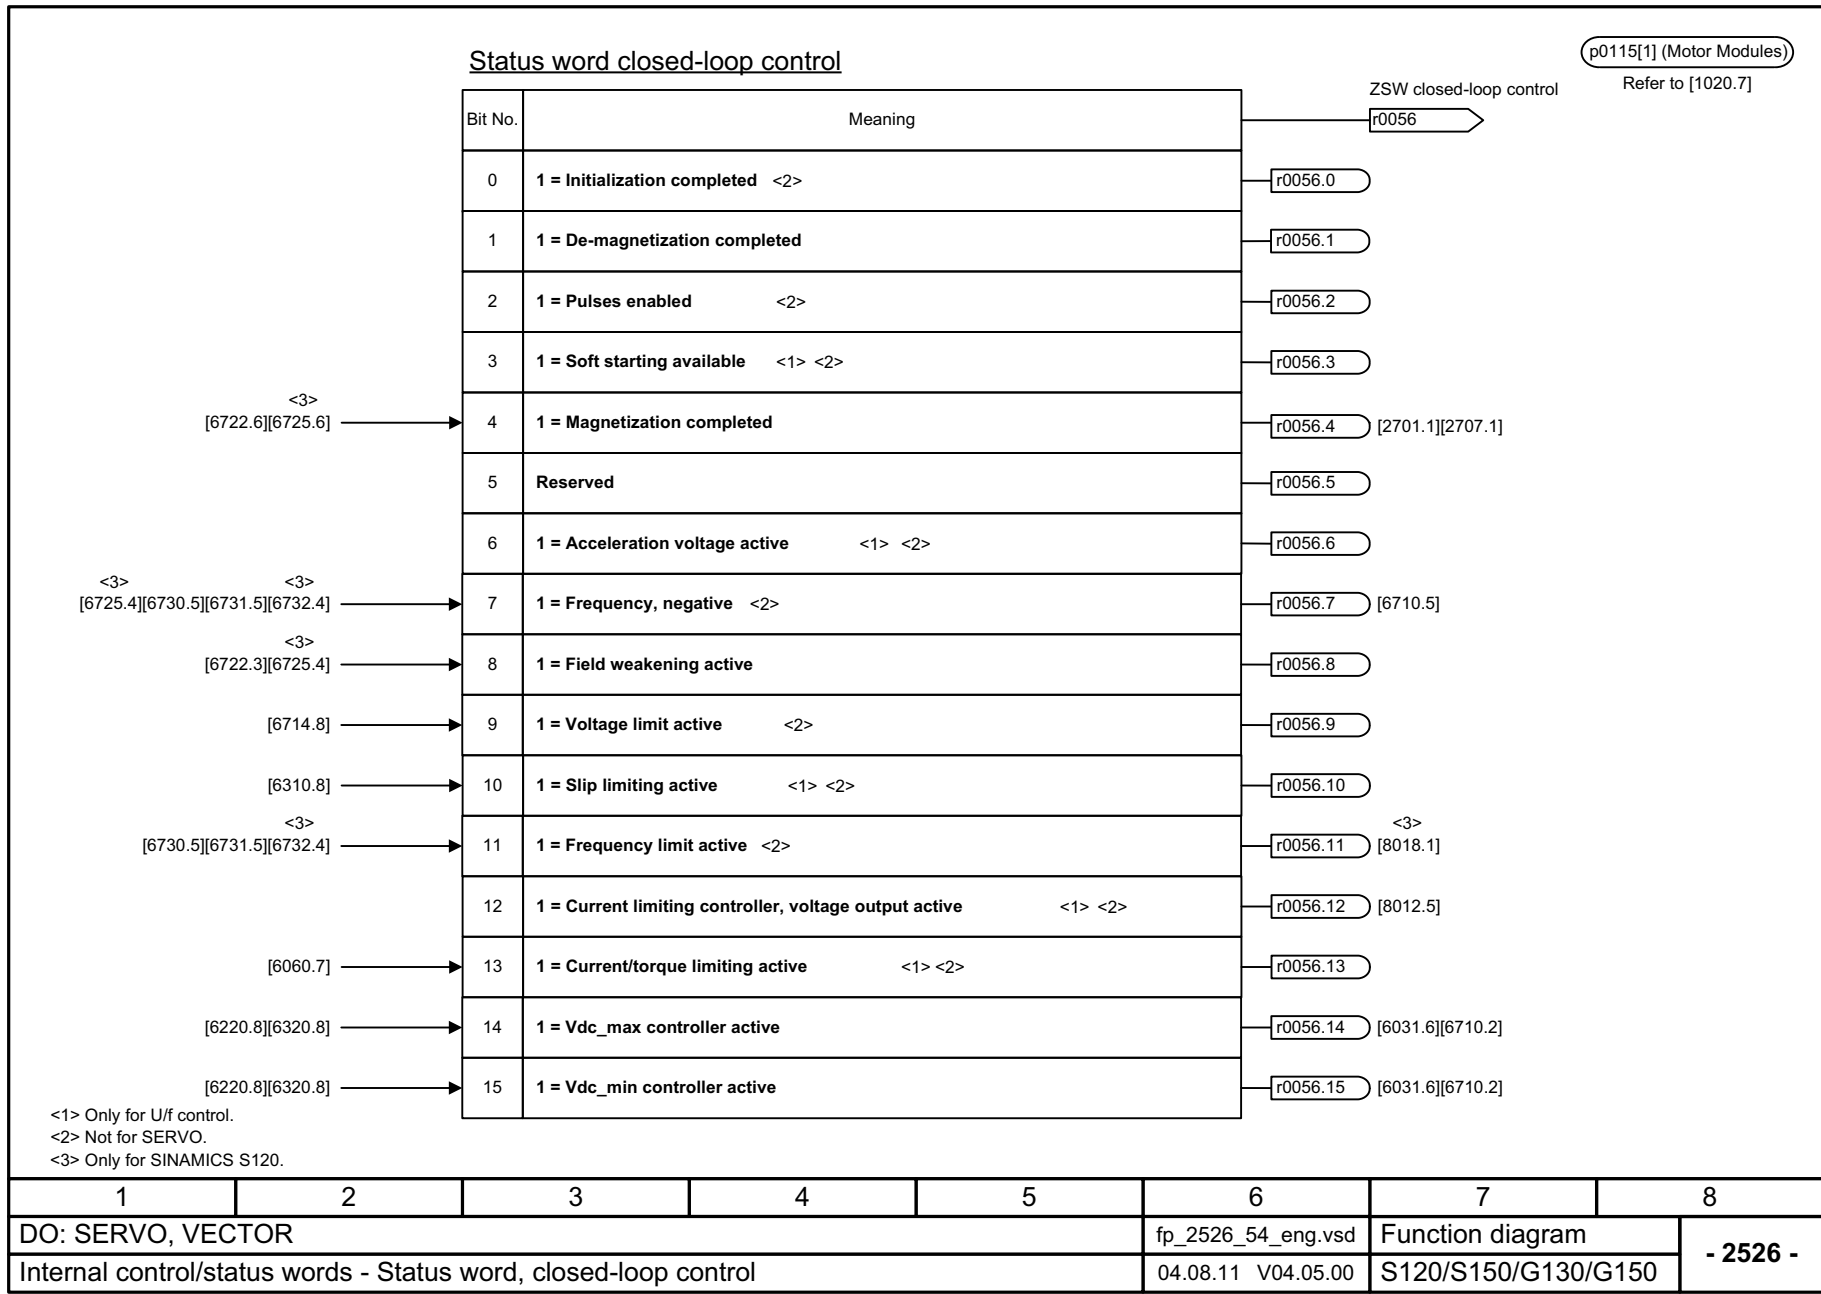 Status word closed-loop control
p0115[1] (Motor Modules)
Refer to [1020.7]
ZSW closed-loop control
Bit No. Meaning r0056
0 1 = Initialization completed <2> r0056.0
1 1 = De-magnetization completed r0056.1
2 1 = Pulses enabled <2> r0056.2
3 1 = Soft starting available <1> <2> r0056.3
<3>
[6722.6][6725.6] 4 1 = Magnetization completed r0056.4 [2701.1][2707.1]
5 Reserved r0056.5
6 1 = Acceleration voltage active <1> <2> r0056.6
<3> <3>
[6725.4][6730.5][6731.5][6732.4] 7 1 = Frequency, negative <2> r0056.7 [6710.5]
<3>
[6722.3][6725.4] 8 1 = Field weakening active r0056.8
[6714.8] 9 1 = Voltage limit active <2> r0056.9
[6310.8] 10 1 = Slip limiting active <1> <2> r0056.10
<3> <3>
[6730.5][6731.5][6732.4] 11 1 = Frequency limit active <2> r0056.11 [8018.1]
12 1 = Current limiting controller, voltage output active <1> <2> r0056.12 [8012.5]
[6060.7] 13 1 = Current/torque limiting active <1> <2> r0056.13
[6220.8][6320.8] 14 1 = Vdc_max controller active r0056.14 [6031.6][6710.2]
[6220.8][6320.8] 15 1 = Vdc_min controller active r0056.15 [6031.6][6710.2]
<1> Only for U/f control.
<2> Not for SERVO.
<3> Only for SINAMICS S120.
1 2 3 4 5 6 7 8
DO: SERVO, VECTOR fp_2526_54_eng.vsd Function diagram
- 2526 -
Internal control/status words - Status word, closed-loop control 04.08.11 V04.05.00 S120/S150/G130/G150